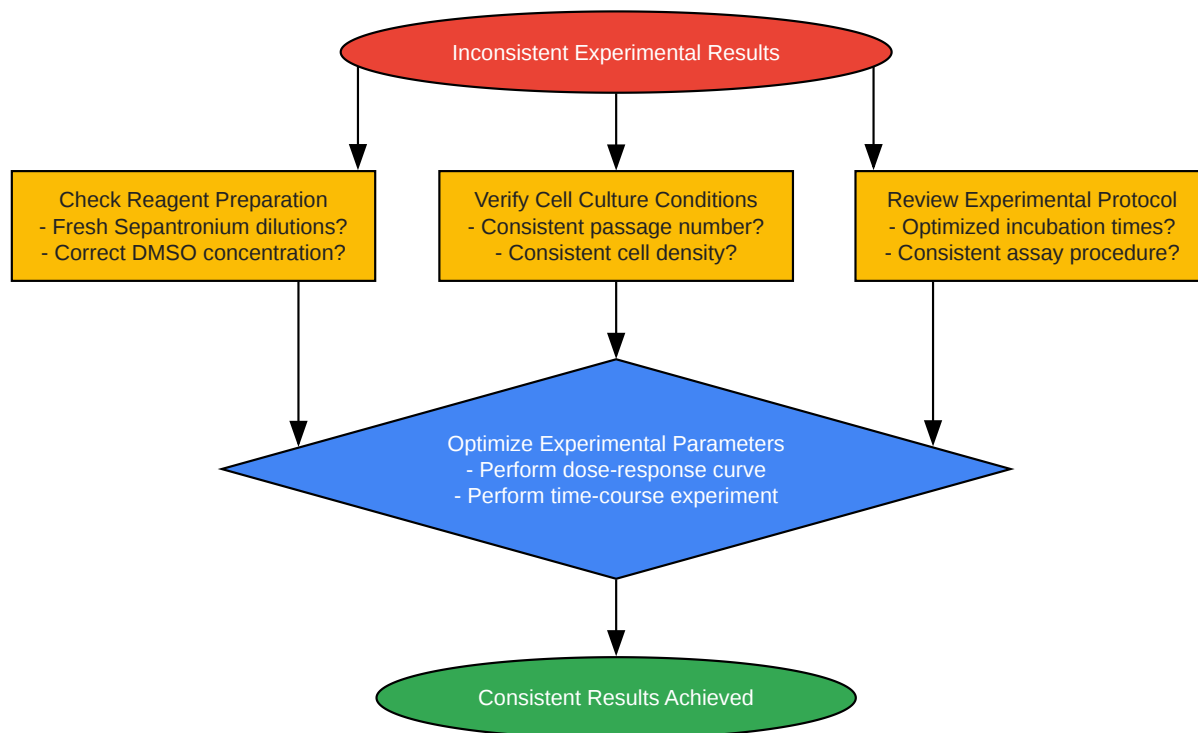 Inconsistent Experimental Results
Check Reagent Preparation
- Fresh Sepantronium dilutions?
- Correct DMSO concentration?
Verify Cell Culture Conditions
- Consistent passage number?
- Consistent cell density?
Review Experimental Protocol
- Optimized incubation times?
- Consistent assay procedure?
Optimize Experimental Parameters
- Perform dose-response curve
- Perform time-course experiment
Consistent Results Achieved